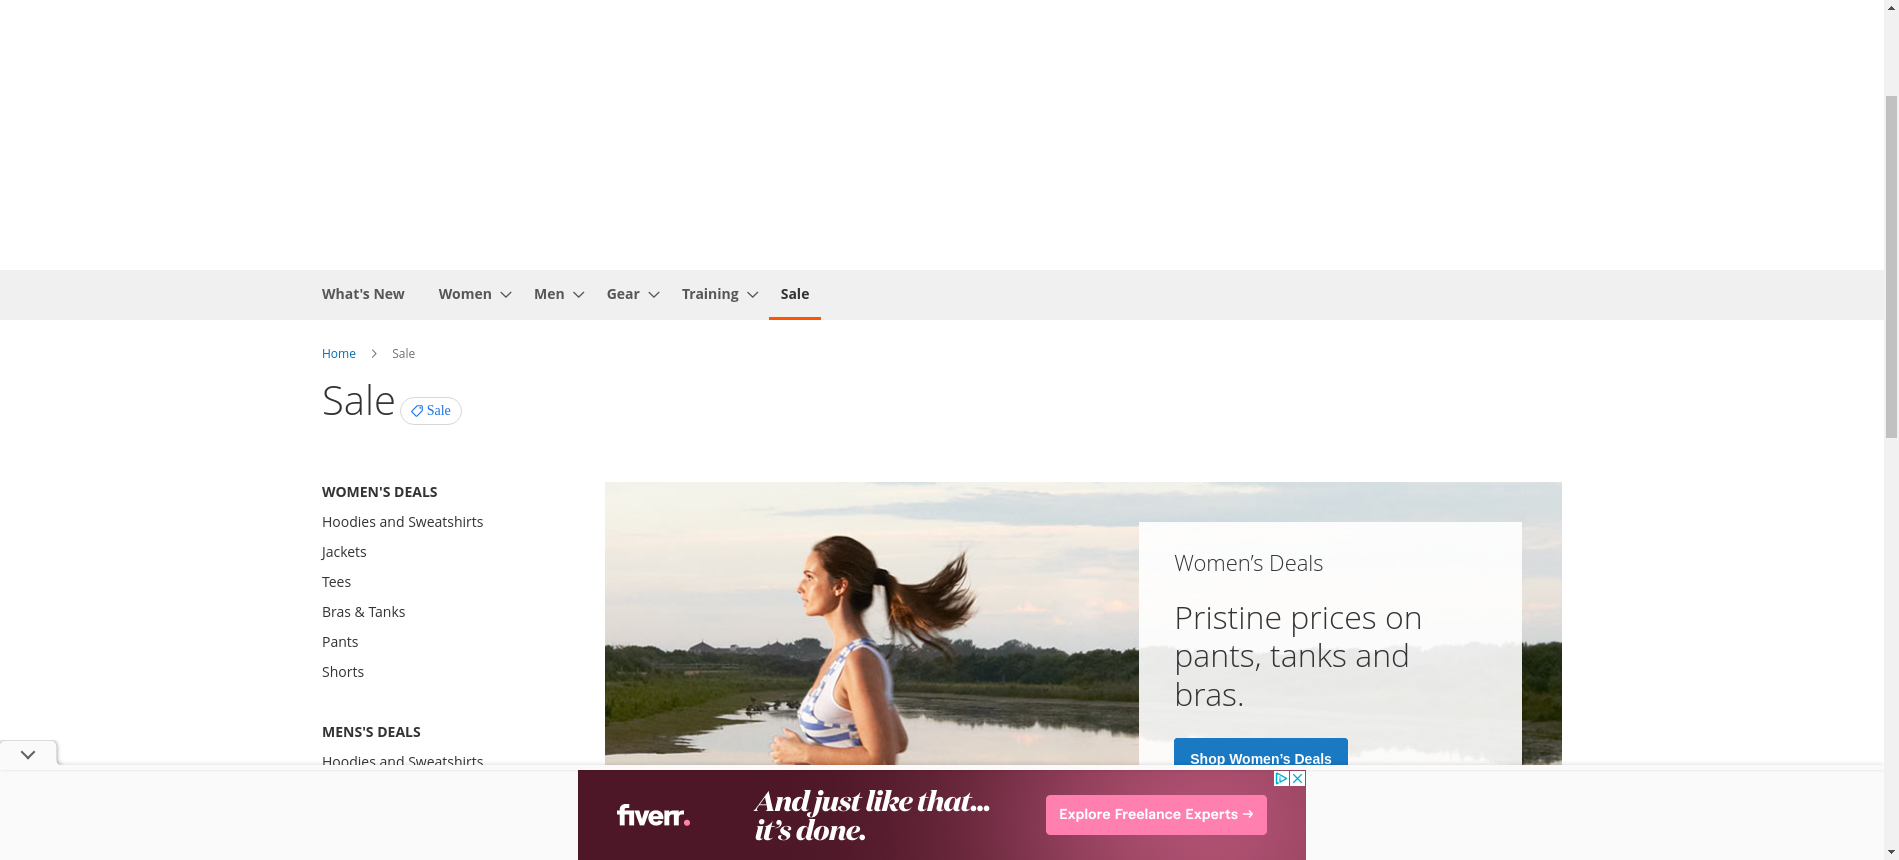 What's New
Women
Men
Gear
Training
Sale
Home
Sale
Sale
Sale
WOMEN'S DEALS
Hoodies and Sweatshirts
Jackets
Tees
Bras & Tanks
Pants
Shorts
MENS'S DEALS
Hoodies and Sweatshirts
Women’s Deals
Pristine prices on
pants, tanks and
bras.
Shop Women’s Deals
fiverr.
And just like that...
it’s done.
Explore Freelance Experts →